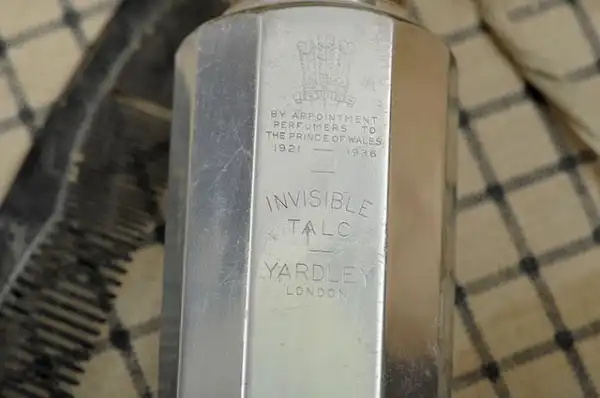 BY APPOINTMENT
PERFUMERS TO
THE PRINCE OF WALES
1921 — 1936
INVISIBLE
TALC
YARDLEY
LONDON